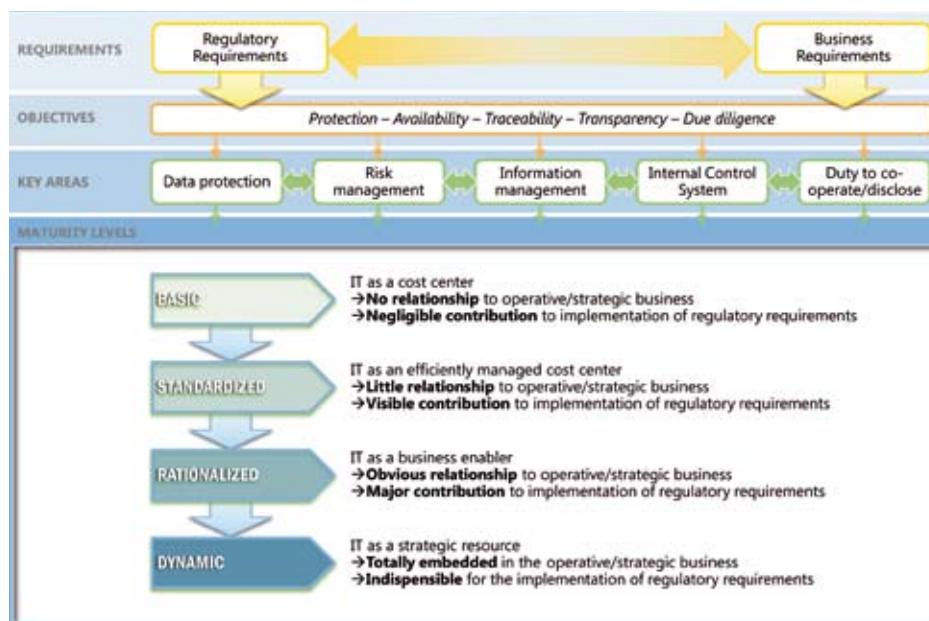 REQUIREMENTS
Regulatory
Requirements
Business
Requirements
OBJECTIVES
Protection – Availability – Traceability – Transparency – Due diligence
KEY AREAS
Data protection
Risk
management
Information
management
Internal Control
System
Duty to co-
operate/disclose
MATURITY LEVELS
BASIC
IT as a cost center
→No relationship to operative/strategic business
→Negligible contribution to implementation of regulatory requirements
STANDARDIZED
IT as an efficiently managed cost center
→Little relationship to operative/strategic business
→Visible contribution to implementation of regulatory requirements
RATIONALIZED
IT as a business enabler
→Obvious relationship to operative/strategic business
→Major contribution to implementation of regulatory requirements
DYNAMIC
IT as a strategic resource
→Totally embedded in the operative/strategic business
→Indispensible for the implementation of regulatory requirements